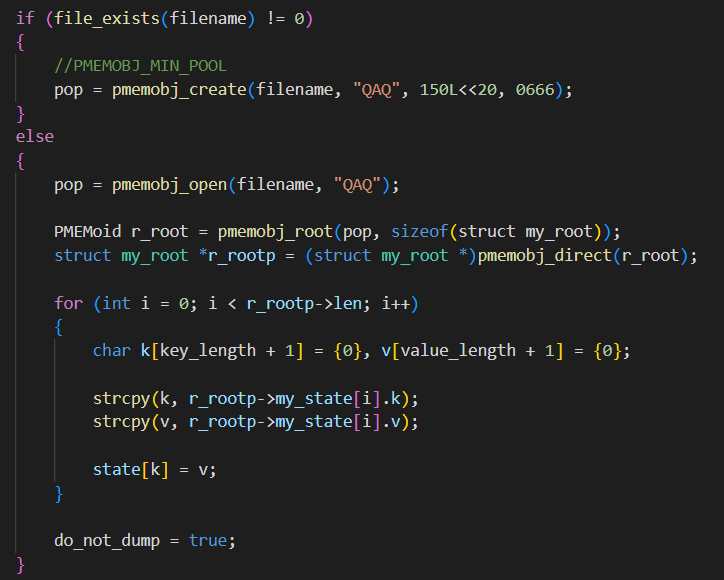 if (file_exists(filename) != 0)
{
    //PMEMOBJ_MIN_POOL
    pop = pmemobj_create(filename, "QAQ", 150L<<20, 0666);
}
else
{
    pop = pmemobj_open(filename, "QAQ");

    PMEMoid r_root = pmemobj_root(pop, sizeof(struct my_root));
    struct my_root *r_rootp = (struct my_root *)pmemobj_direct(r_root);

    for (int i = 0; i < r_rootp->len; i++)
    {
        char k[key_length + 1] = {0}, v[value_length + 1] = {0};

        strcpy(k, r_rootp->my_state[i].k);
        strcpy(v, r_rootp->my_state[i].v);

        state[k] = v;
    }

    do_not_dump = true;
}